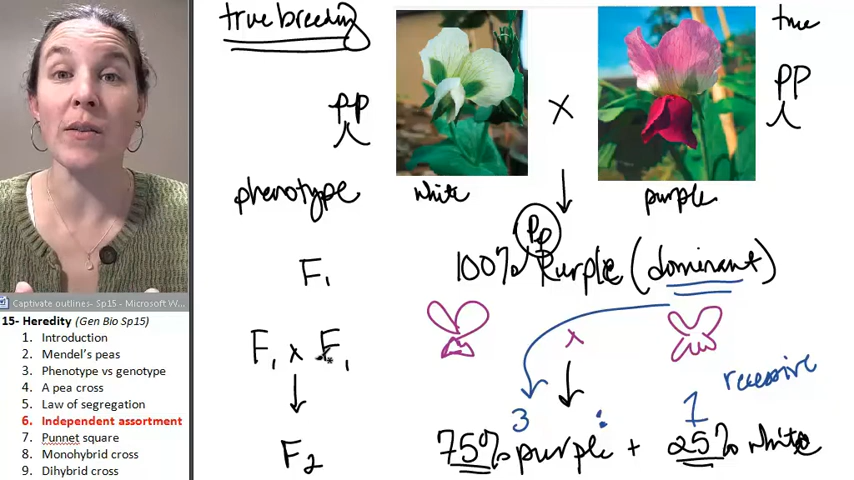 true breeding
true
pp
X
PP
phenotype
white
purple
Pp
F1
100% Purple (dominant)
F1 x F1
x
recessive
3 : 1
F2
75% purple + 25% white
Captivate outlines- Sp15 - Microsoft W...
15- Heredity (Gen Bio Sp15)
1. Introduction
2. Mendel's peas
3. Phenotype vs genotype
4. A pea cross
5. Law of segregation
6. Independent assortment
7. Punnet square
8. Monohybrid cross
9. Dihybrid cross